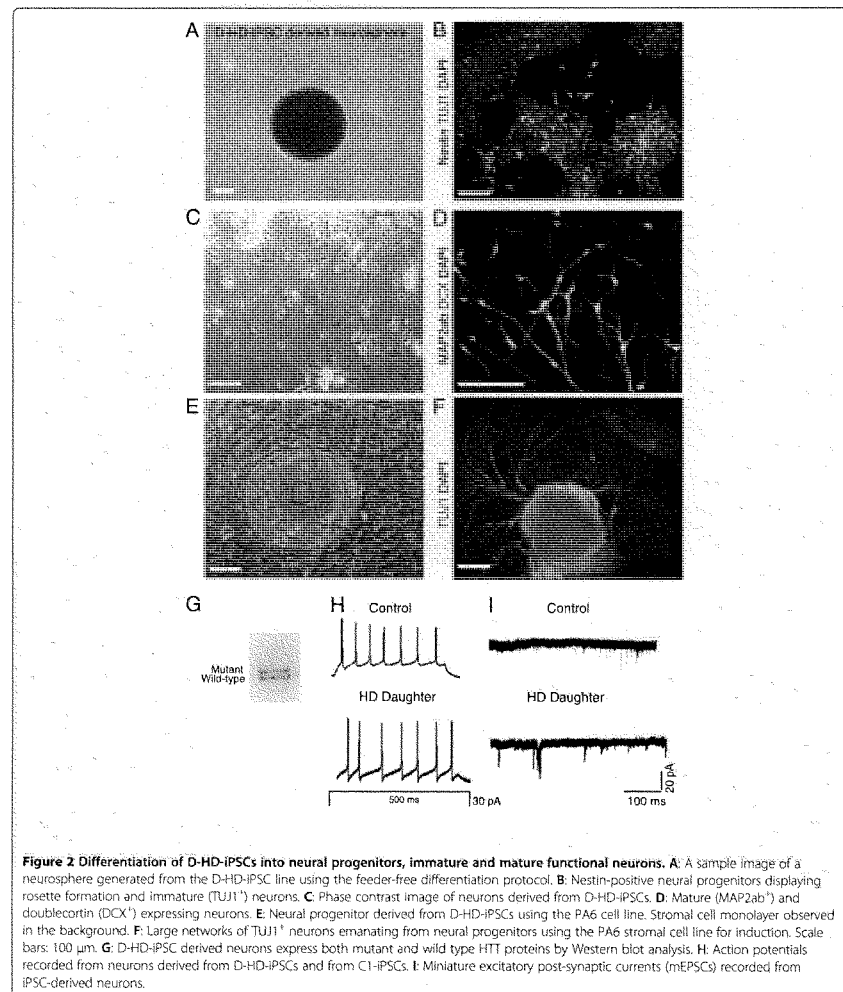 A
B
Nestin TUJ1 DAPI
C
D
MAP2ab DCX DAPI
E
F
TUJ1 DAPI
G
H
I
Control
Control
Mutant
Wild-type
HD Daughter
HD Daughter
500 ms
30 pA
20 pA
100 ms
Figure 2 Differentiation of D-HD-iPSCs into neural progenitors, immature and mature functional neurons. A: A sample image of a
neurosphere generated from the D-HD-iPSC line using the feeder-free differentiation protocol. B: Nestin-positive neural progenitors displaying
rosette formation and immature (TUJ1⁺) neurons. C: Phase contrast image of neurons derived from D-HD-iPSCs. D: Mature (MAP2ab⁺) and
doublecortin (DCX⁺) expressing neurons. E: Neural progenitor derived from D-HD-iPSCs using the PA6 cell line. Stromal cell monolayer observed
in the background. F: Large networks of TUJ1⁺ neurons emanating from neural progenitors using the PA6 stromal cell line for induction. Scale
bars: 100 µm. G: D-HD-iPSC derived neurons express both mutant and wild type HTT proteins by Western blot analysis. H: Action potentials
recorded from neurons derived from D-HD-iPSCs and from C1-iPSCs. I: Miniature excitatory post-synaptic currents (mEPSCs) recorded from
iPSC-derived neurons.